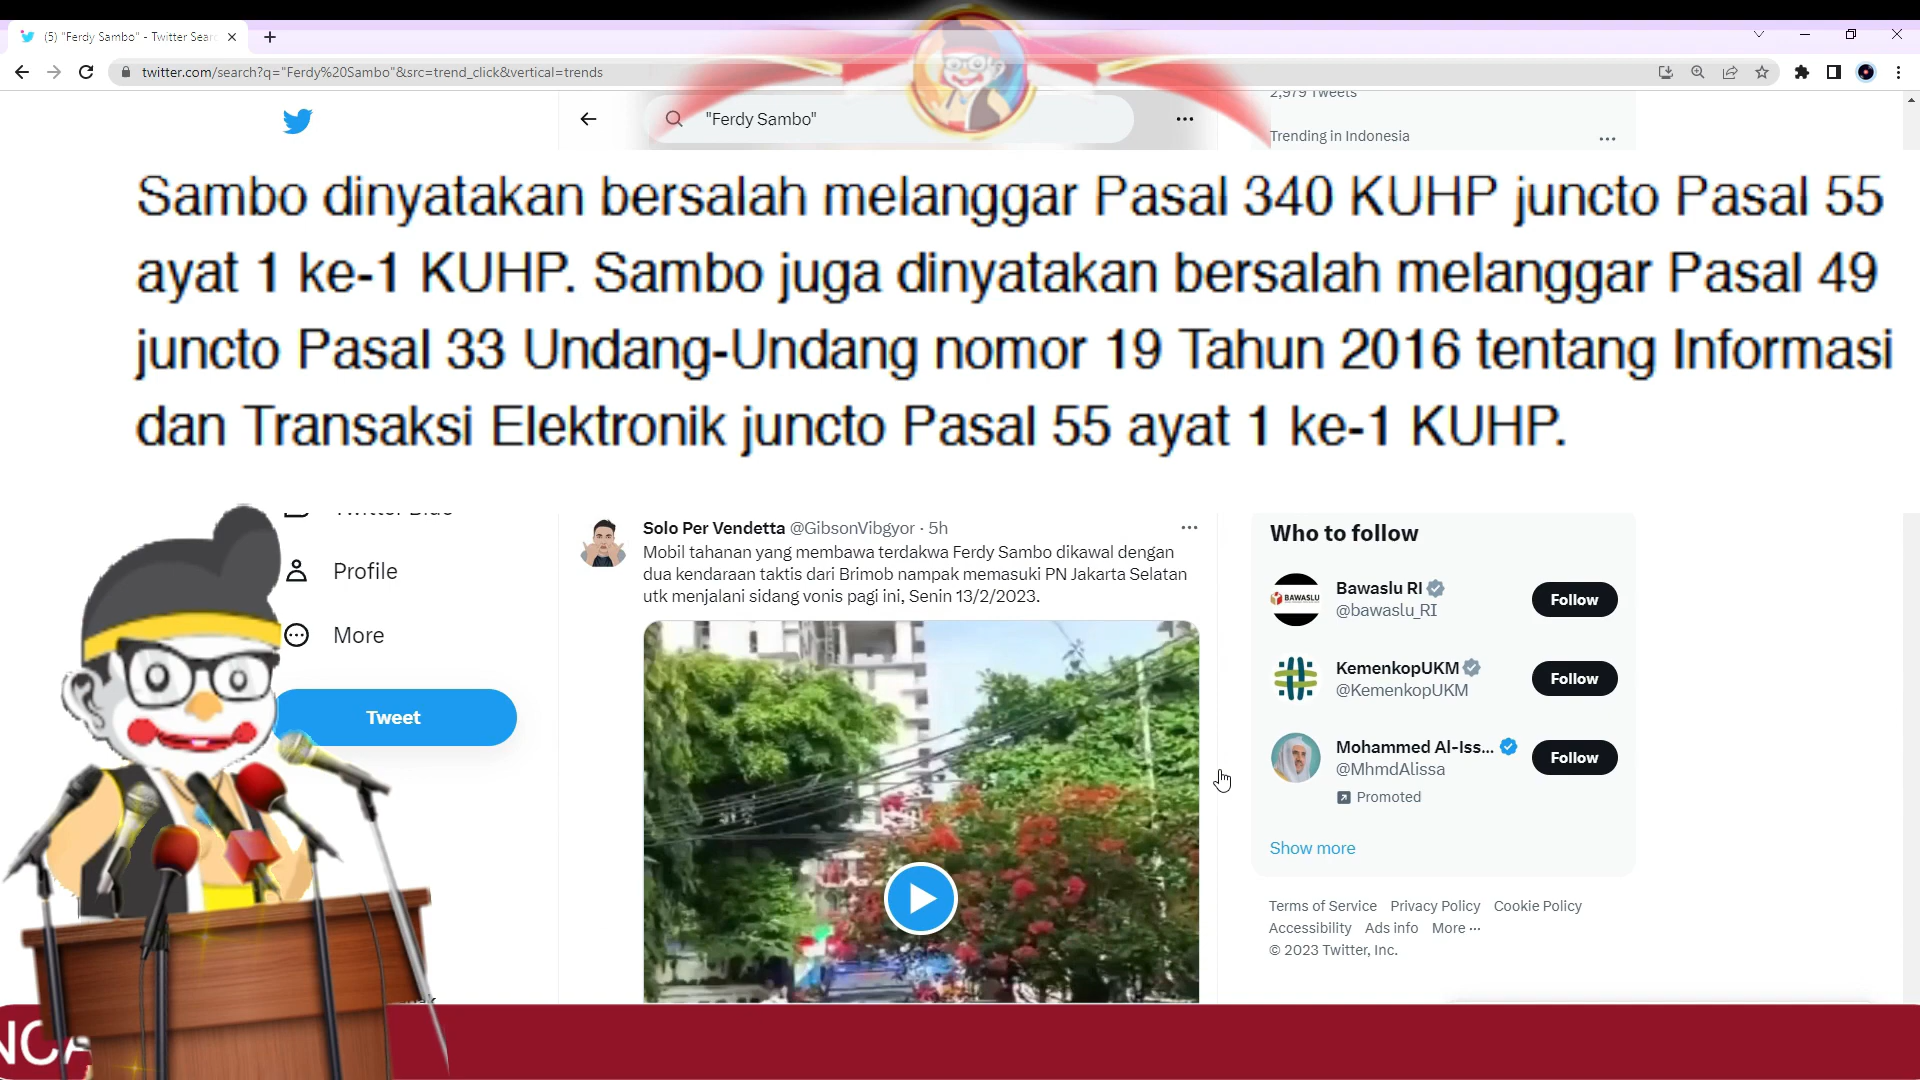 (5) "Ferdy Sambo" - Twitter Sear
twitter.com/search?q="Ferdy%20Sambo"&src=trend_click&vertical=trends
"Ferdy Sambo"
2,979 Tweets
Trending in Indonesia
Sambo dinyatakan bersalah melanggar Pasal 340 KUHP juncto Pasal 55
ayat 1 ke-1 KUHP. Sambo juga dinyatakan bersalah melanggar Pasal 49
juncto Pasal 33 Undang-Undang nomor 19 Tahun 2016 tentang Informasi
dan Transaksi Elektronik juncto Pasal 55 ayat 1 ke-1 KUHP.
Twitter Blue
Profile
More
Tweet
Solo Per Vendetta @GibsonVibgyor · 5h
Mobil tahanan yang membawa terdakwa Ferdy Sambo dikawal dengan
dua kendaraan taktis dari Brimob nampak memasuki PN Jakarta Selatan
utk menjalani sidang vonis pagi ini, Senin 13/2/2023.
Who to follow
BAWASLU
Bawaslu RI
@bawaslu_RI
Follow
KemenkopUKM
@KemenkopUKM
Follow
Mohammed Al-Iss...
@MhmdAlissa
Follow
Promoted
Show more
Terms of Service Privacy Policy Cookie Policy
Accessibility Ads info More ···
© 2023 Twitter, Inc.